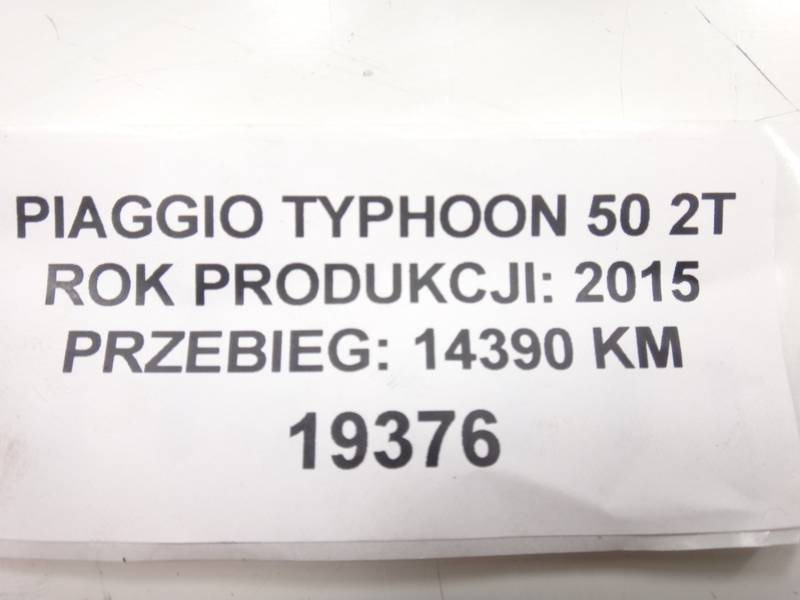 PIAGGIO TYPHOON 50 2T
ROK PRODUKCJI: 2015
PRZEBIEG: 14390 KM
19376